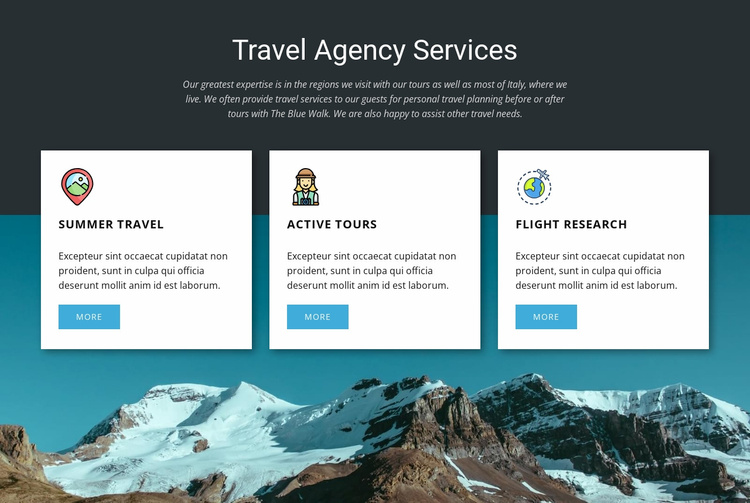 Travel Agency Services
Our greatest expertise is in the regions we visit with our tours as well as most of Italy, where we
live. We often provide travel services to our guests for personal travel planning before or after
tours with The Blue Walk. We are also happy to assist other travel needs.
SUMMER TRAVEL
Excepteur sint occaecat cupidatat non
proident, sunt in culpa qui officia
deserunt mollit anim id est laborum.
MORE
ACTIVE TOURS
Excepteur sint occaecat cupidatat non
proident, sunt in culpa qui officia
deserunt mollit anim id est laborum.
MORE
FLIGHT RESEARCH
Excepteur sint occaecat cupidatat non
proident, sunt in culpa qui officia
deserunt mollit anim id est laborum.
MORE